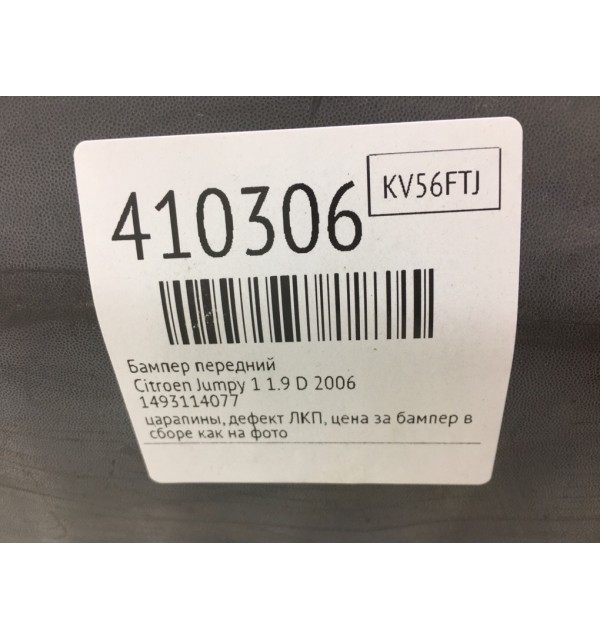 KV56FTJ
410306
Бампер передний
Citroen Jumpy 1 1.9 D 2006
1493114077
царапины, дефект ЛКП, цена за бампер в
сборе как на фото